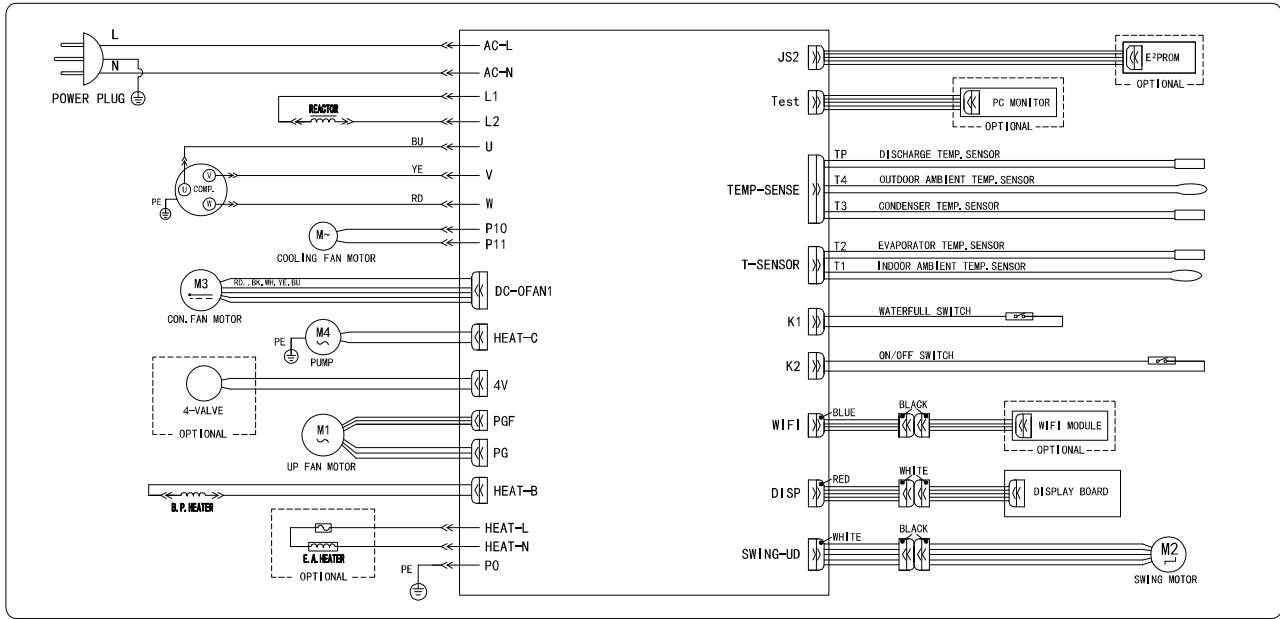 L
N
POWER PLUG
REACTOR
BU
YE
RD
U
V
W
COMP.
PE
M~
COOLING FAN MOTOR
M3
RD.,BK,WH,YE,BU
CON.FAN MOTOR
PE
M4
PUMP
4-VALVE
OPTIONAL
M1
UP FAN MOTOR
B.P.HEATER
E.A.HEATER
OPTIONAL
PE
AC-L
AC-N
L1
L2
U
V
W
P10
P11
DC-OFAN1
HEAT-C
4V
PGF
PG
HEAT-B
HEAT-L
HEAT-N
P0
JS2
E²PROM
OPTIONAL
Test
PC MONITOR
OPTIONAL
TEMP-SENSE
TP DISCHARGE TEMP.SENSOR
T4 OUTDOOR AMBIENT TEMP.SENSOR
T3 CONDENSER TEMP.SENSOR
T-SENSOR
T2 EVAPORATOR TEMP.SENSOR
T1 INDOOR AMBIENT TEMP.SENSOR
K1
WATERFULL SWITCH
K2
ON/OFF SWITCH
WIFI
BLUE
BLACK
WIFI MODULE
OPTIONAL
DISP
RED
WHITE
DISPLAY BOARD
SWING-UD
WHITE
BLACK
M2
SWING MOTOR